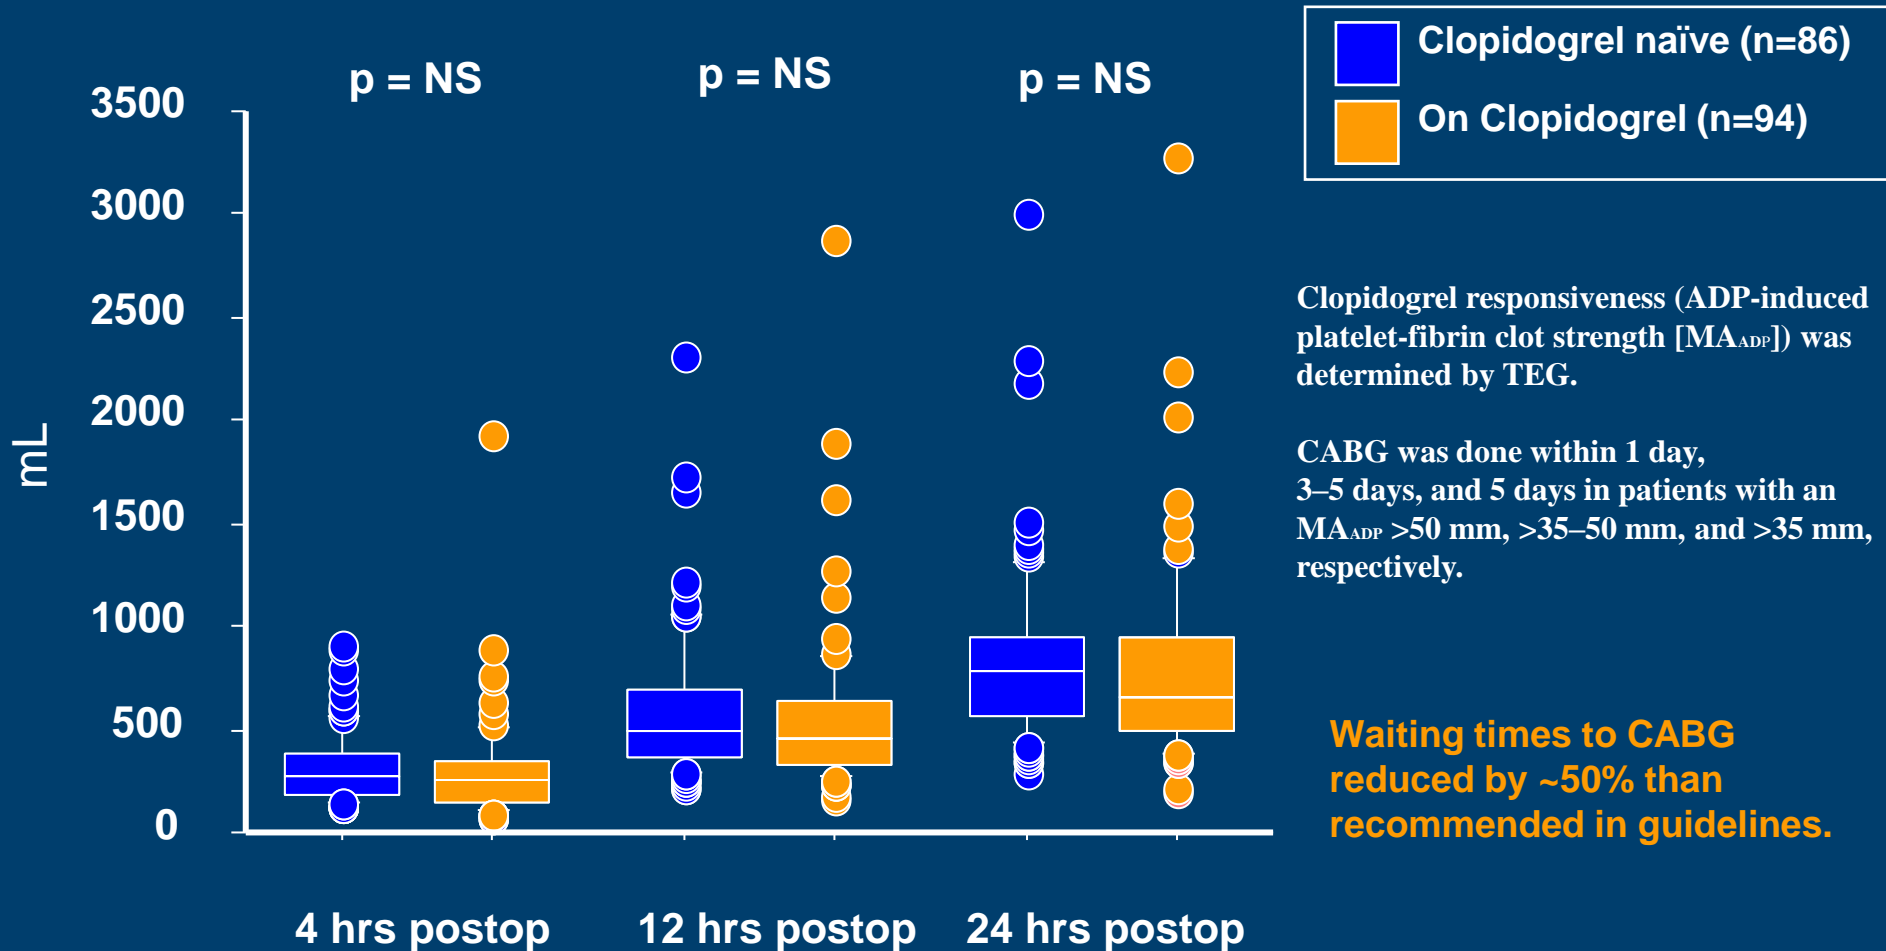 Clopidogrel naïve (n=86)
On Clopidogrel (n=94)
p = NS
p = NS
p = NS
3500
3000
2500
2000
1500
1000
500
0
mL
4 hrs postop
12 hrs postop
24 hrs postop
Clopidogrel responsiveness (ADP-induced
platelet-fibrin clot strength [MAADP]) was
determined by TEG.
CABG was done within 1 day,
3–5 days, and 5 days in patients with an
MAADP >50 mm, >35–50 mm, and >35 mm,
respectively.
Waiting times to CABG
reduced by ~50% than
recommended in guidelines.